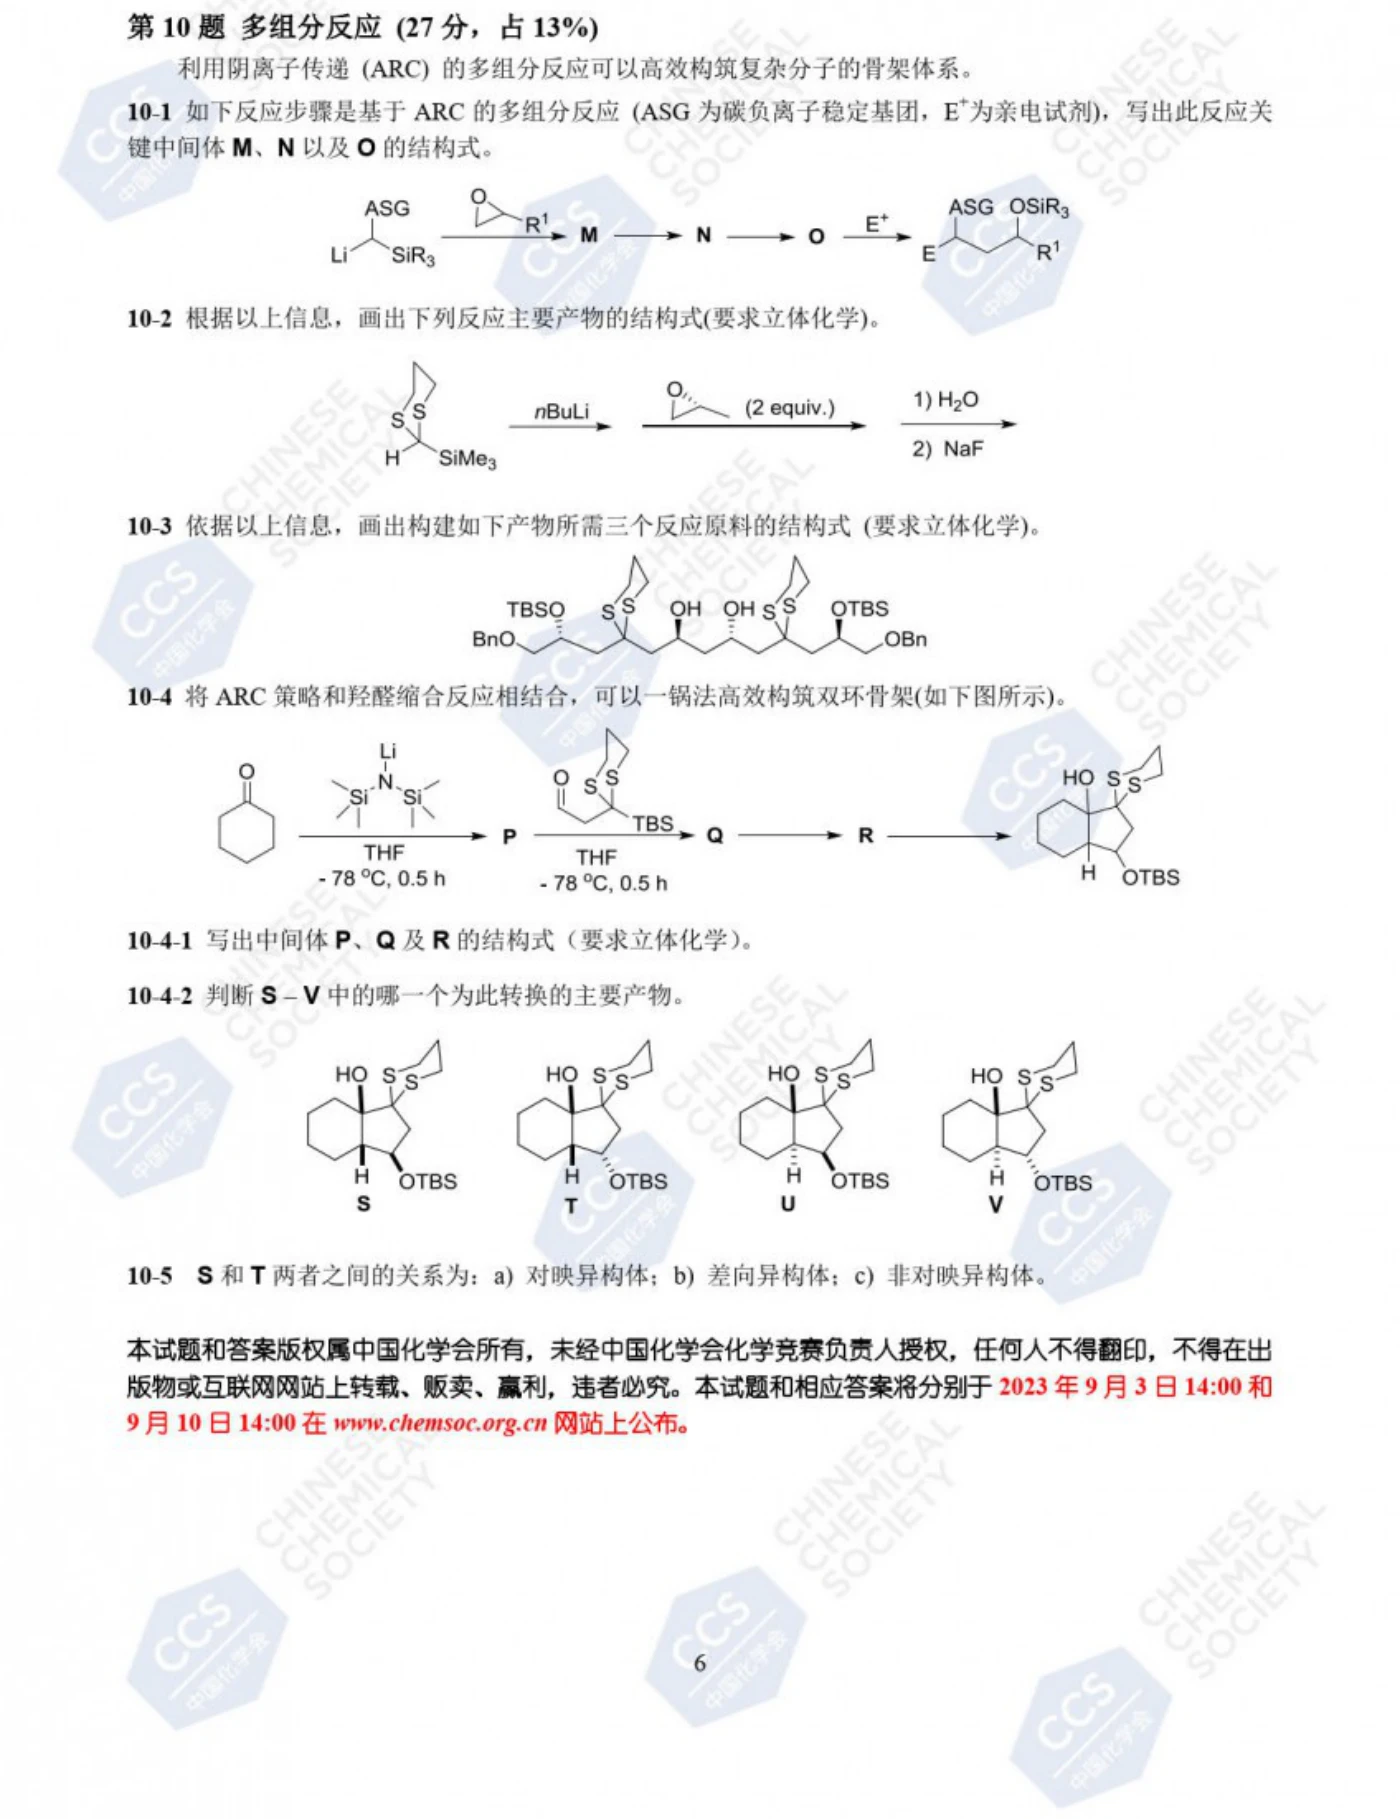 第 10 题 多组分反应 (27 分，占 13%)
利用阴离子传递 (ARC) 的多组分反应可以高效构筑复杂分子的骨架体系。
10-1 如下反应步骤是基于 ARC 的多组分反应 (ASG 为碳负离子稳定基团，E⁺为亲电试剂)，写出此反应关
键中间体 M、N 以及 O 的结构式。
ASG
Li
SiR₃
O
R¹
M
N
O
E⁺
ASG OSiR₃
E
R¹
10-2 根据以上信息，画出下列反应主要产物的结构式(要求立体化学)。
S S
H
SiMe₃
nBuLi
O
(2 equiv.)
1) H₂O
2) NaF
10-3 依据以上信息，画出构建如下产物所需三个反应原料的结构式 (要求立体化学)。
TBSO S S OH OH S S OTBS
BnO OBn
10-4 将 ARC 策略和羟醛缩合反应相结合，可以一锅法高效构筑双环骨架(如下图所示)。
O
Li
N
Si Si
THF
- 78 ⁰C, 0.5 h
P
O S S
TBS
THF
- 78 ⁰C, 0.5 h
Q
R
HO S S
H OTBS
10-4-1 写出中间体 P、Q 及 R 的结构式（要求立体化学）。
10-4-2 判断 S – V 中的哪一个为此转换的主要产物。
HO S S
H OTBS
S
HO S S
H OTBS
T
HO S S
H OTBS
U
HO S S
H OTBS
V
10-5 S 和 T 两者之间的关系为：a) 对映异构体；b) 差向异构体；c) 非对映异构体。
本试题和答案版权属中国化学会所有，未经中国化学会化学竞赛负责人授权，任何人不得翻印，不得在出
版物或互联网网站上转载、贩卖、赢利，违者必究。本试题和相应答案将分别于 2023 年 9 月 3 日 14:00 和
9 月 10 日 14:00 在 www.chemsoc.org.cn 网站上公布。
6
CCS
中国化学会
CHINESE
CHEMICAL
SOCIETY